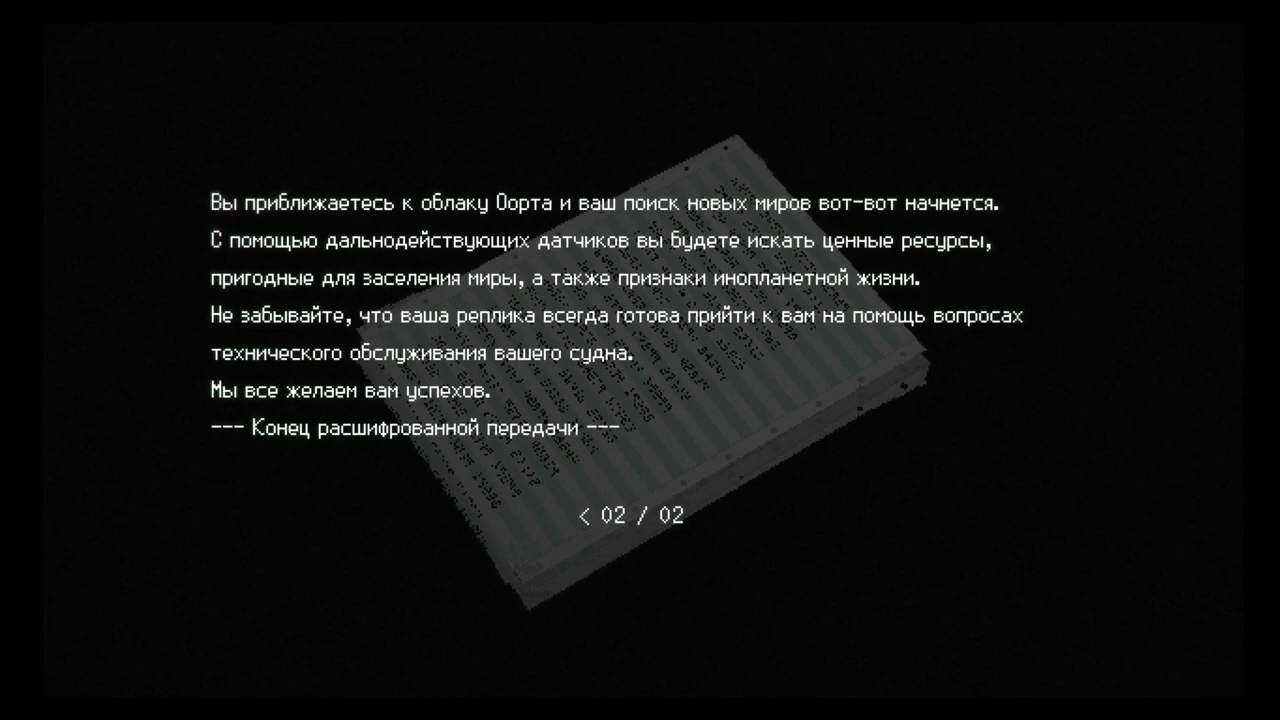 Вы приближаетесь к облаку Оорта и ваш поиск новых миров вот-вот начнется.
С помощью дальнодействующих датчиков вы будете искать ценные ресурсы,
пригодные для заселения миры, а также признаки инопланетной жизни.
Не забывайте, что ваша реплика всегда готова прийти к вам на помощь вопросах
технического обслуживания вашего судна.
Мы все желаем вам успехов.
--- Конец расшифрованной передачи ---
< 02 / 02